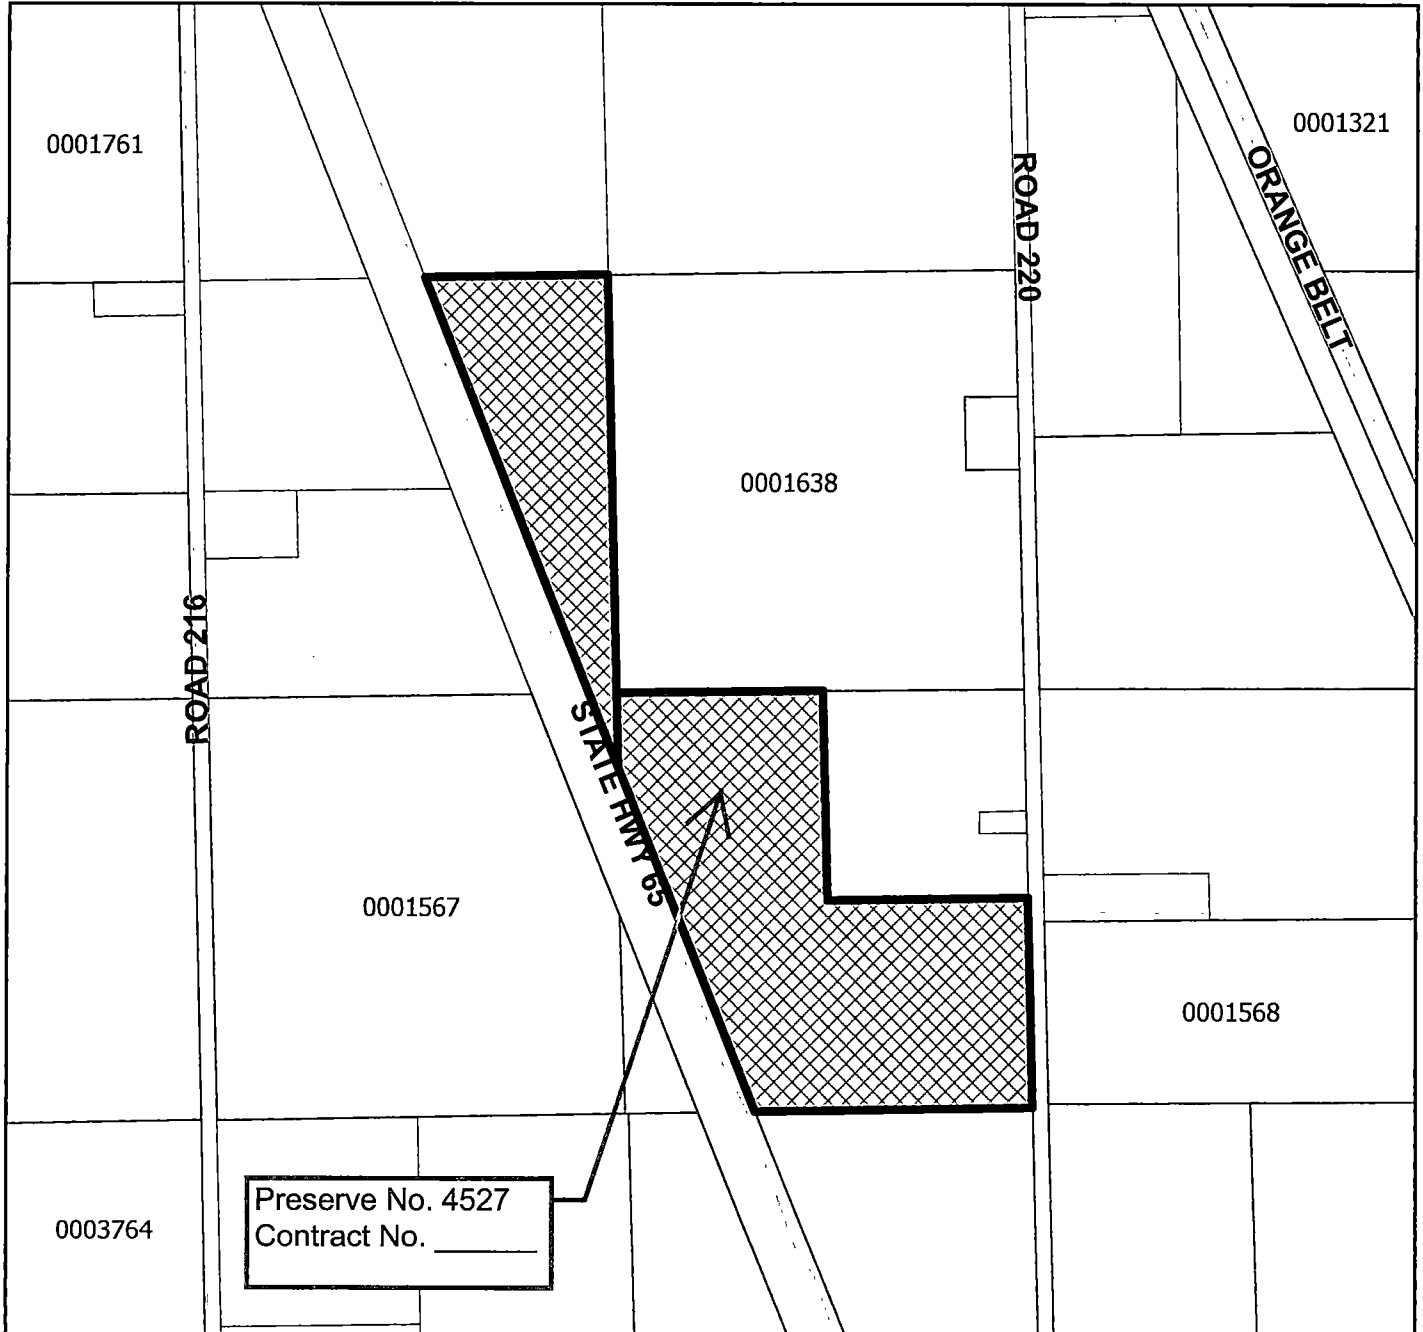 0001761
0001321
ROAD 220
ORANGE BELT
0001638
ROAD 216
STATE HWY 65
0001567
0001568
Preserve No. 4527
Contract No. ________
0003764